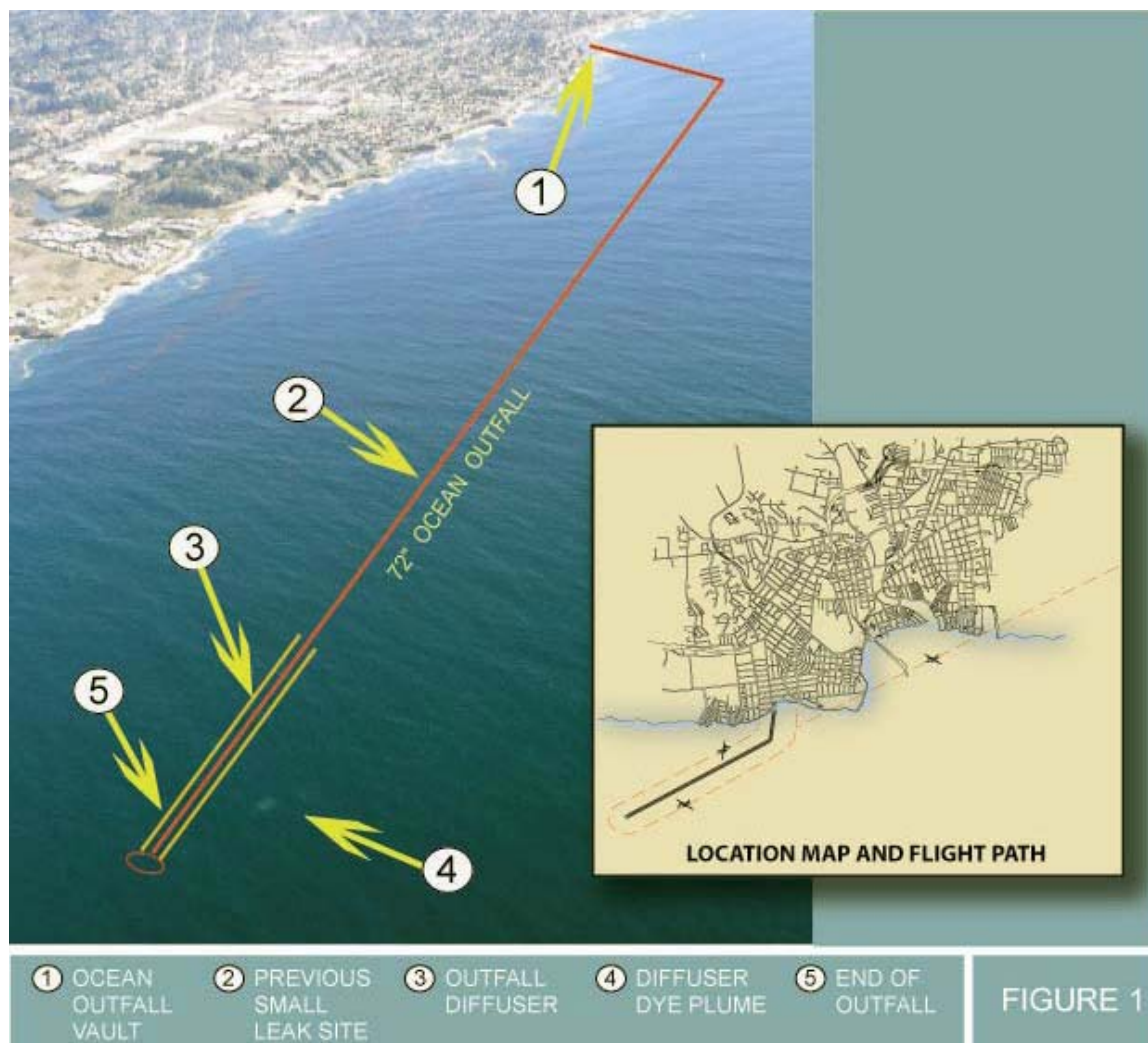 1
2
72" OCEAN OUTFALL
3
5
4
LOCATION MAP AND FLIGHT PATH
1 OCEAN
OUTFALL
VAULT
2 PREVIOUS
SMALL
LEAK SITE
3 OUTFALL
DIFFUSER
4 DIFFUSER
DYE PLUME
5 END OF
OUTFALL
FIGURE 1